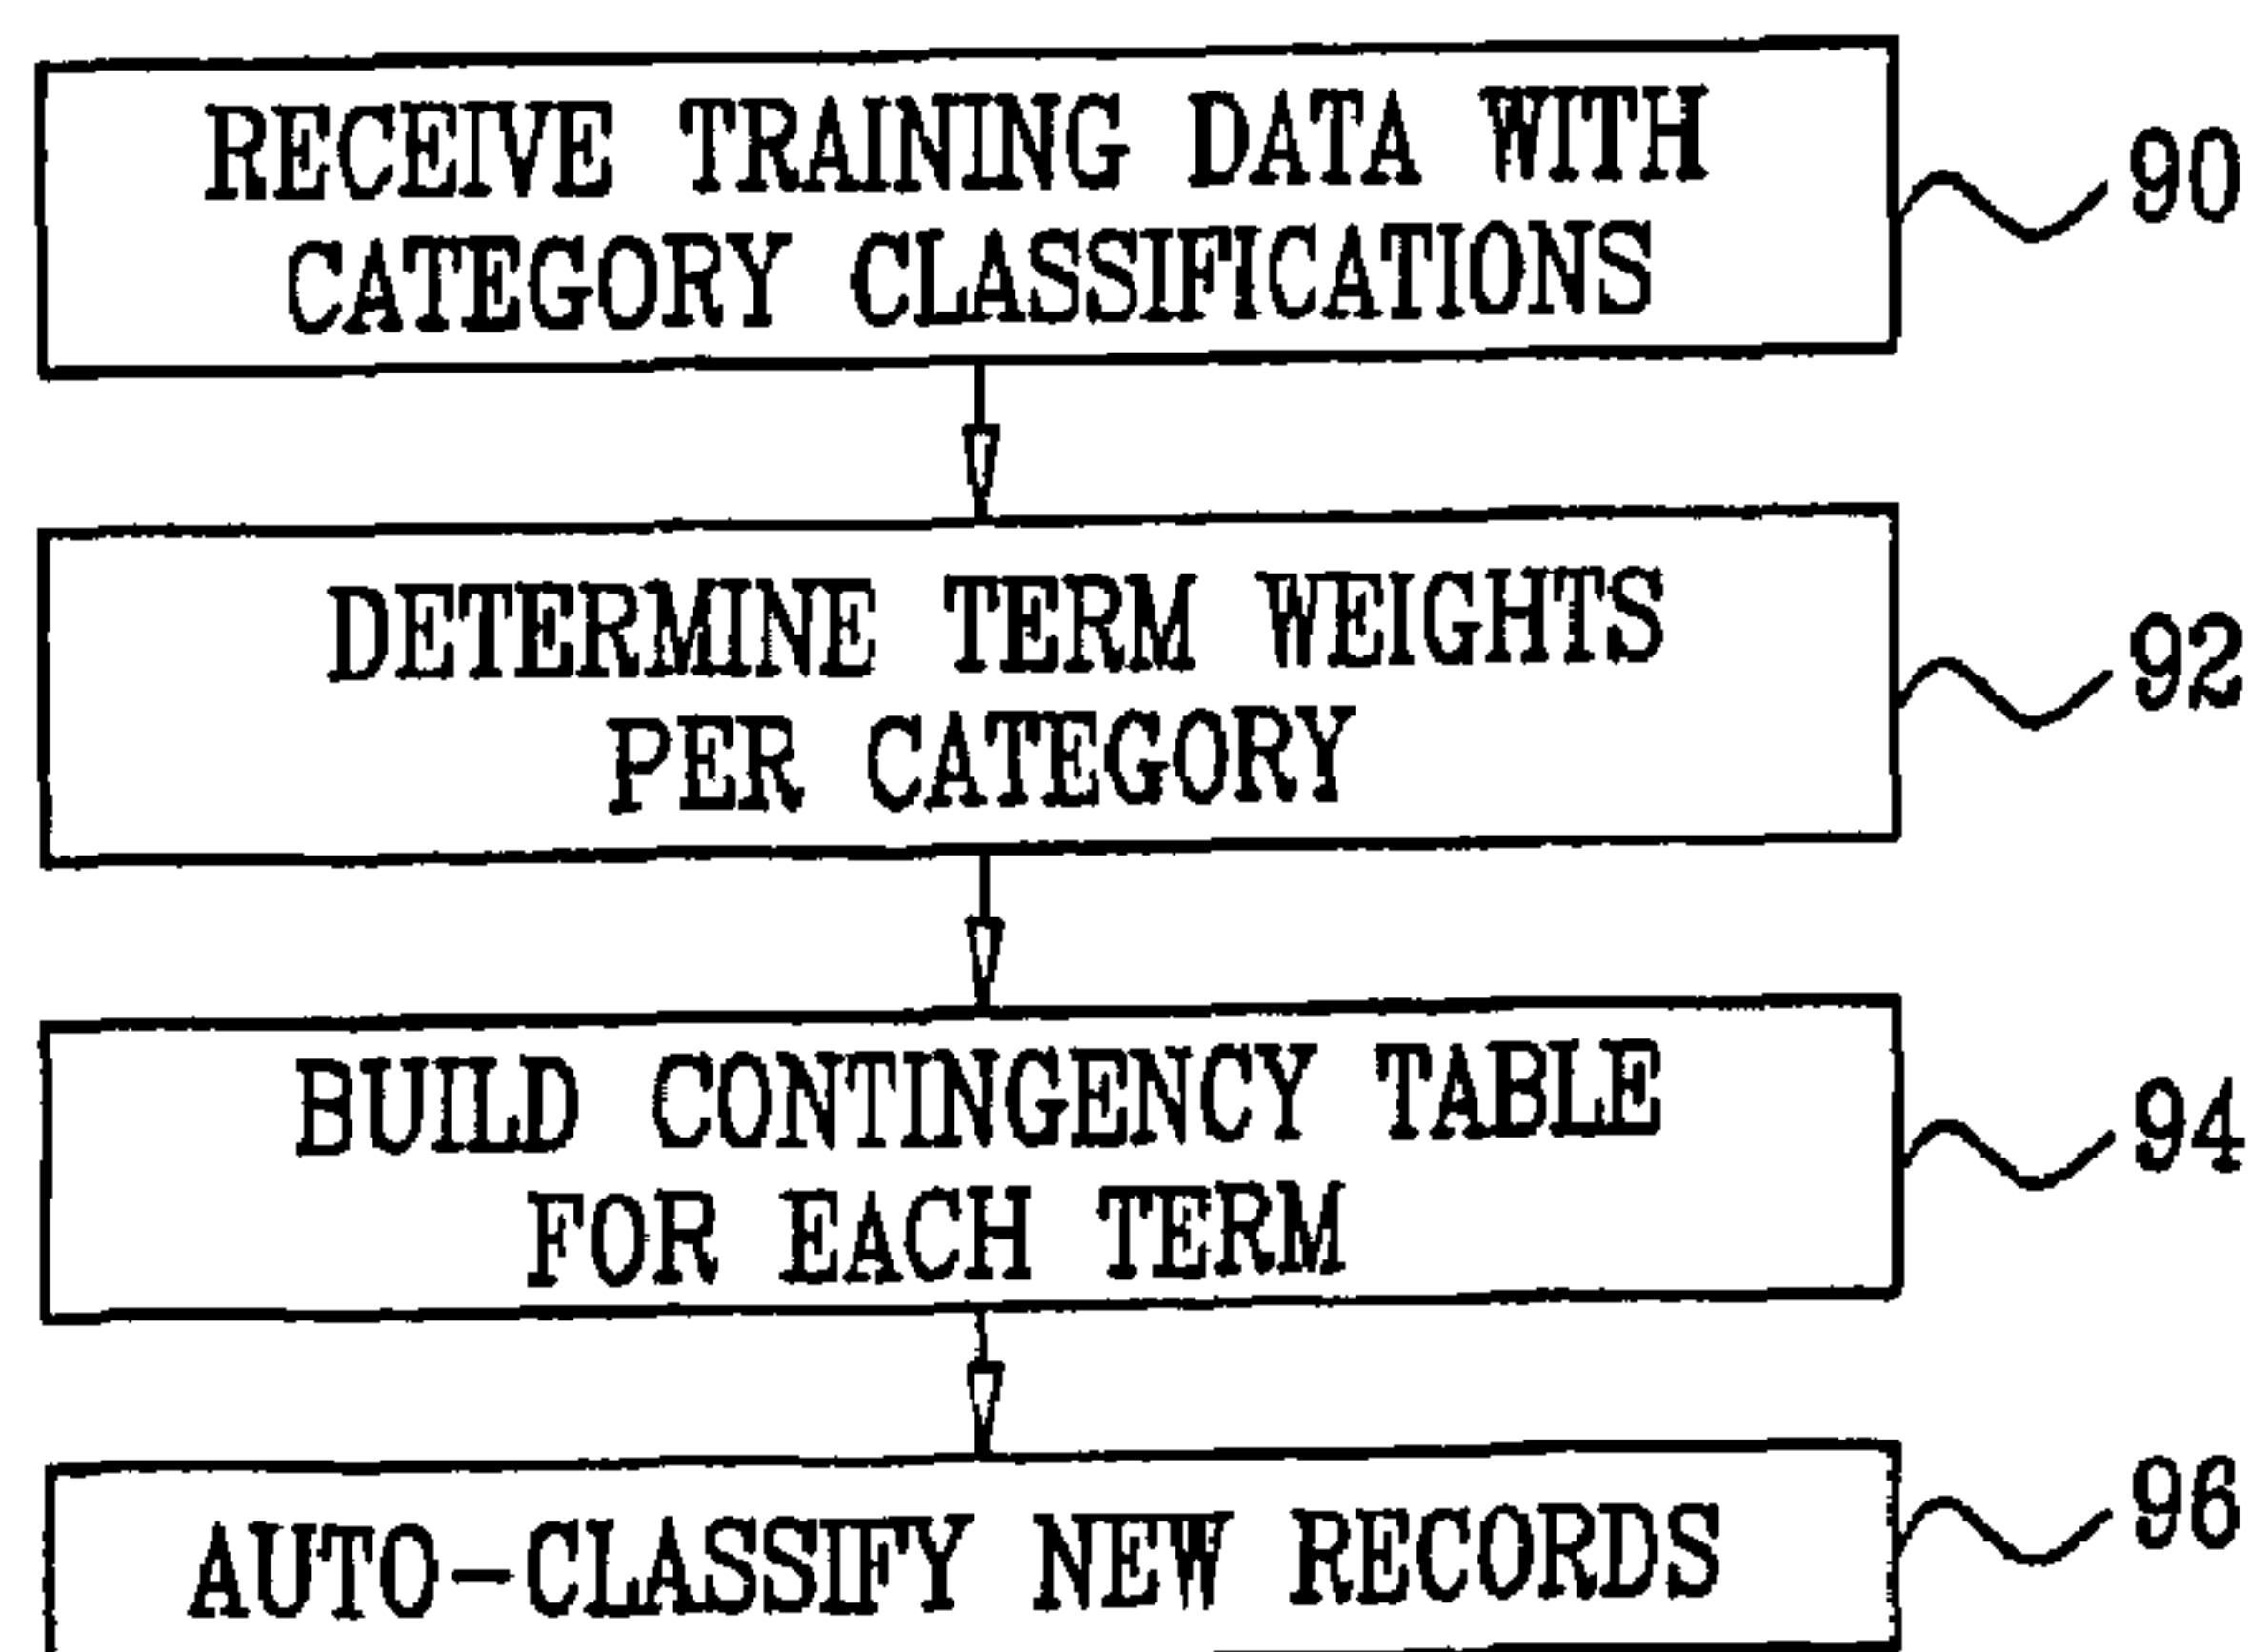 RECEIVE TRAINING DATA WITH
CATEGORY CLASSIFICATIONS
90
DETERMINE TERM WEIGHTS
PER CATEGORY
92
BUILD CONTINGENCY TABLE
FOR EACH TERM
94
AUTO-CLASSIFY NEW RECORDS
96